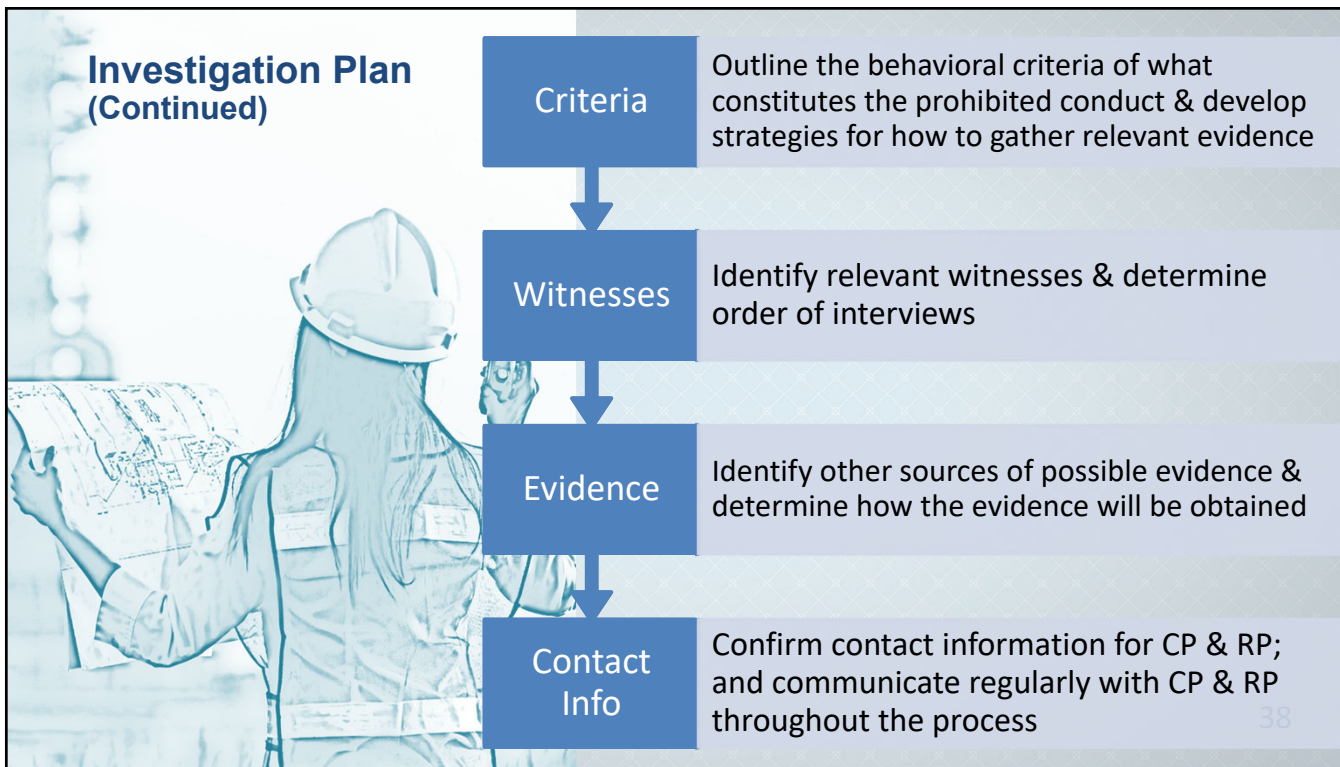 Investigation Plan
(Continued)
Criteria
Outline the behavioral criteria of what
constitutes the prohibited conduct & develop
strategies for how to gather relevant evidence
Witnesses
Identify relevant witnesses & determine
order of interviews
Evidence
Identify other sources of possible evidence &
determine how the evidence will be obtained
Contact
Info
Confirm contact information for CP & RP;
and communicate regularly with CP & RP
throughout the process
38